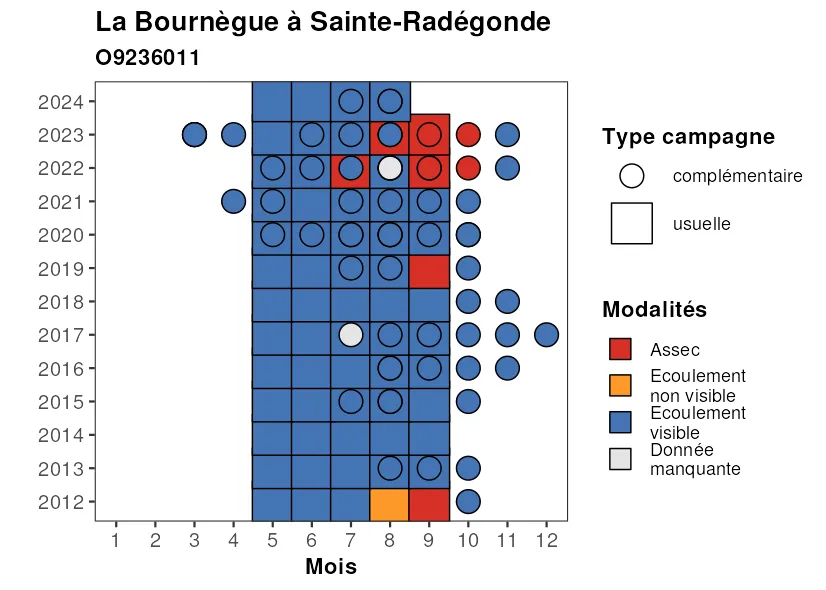 La Bournègue à Sainte-Radégonde
O9236011
2024
2023
2022
2021
2020
2019
2018
2017
2016
2015
2014
2013
2012
1 2 3 4 5 6 7 8 9 10 11 12
Mois
Type campagne
complémentaire
usuelle
Modalités
Assec
Ecoulement
non visible
Ecoulement
visible
Donnée
manquante